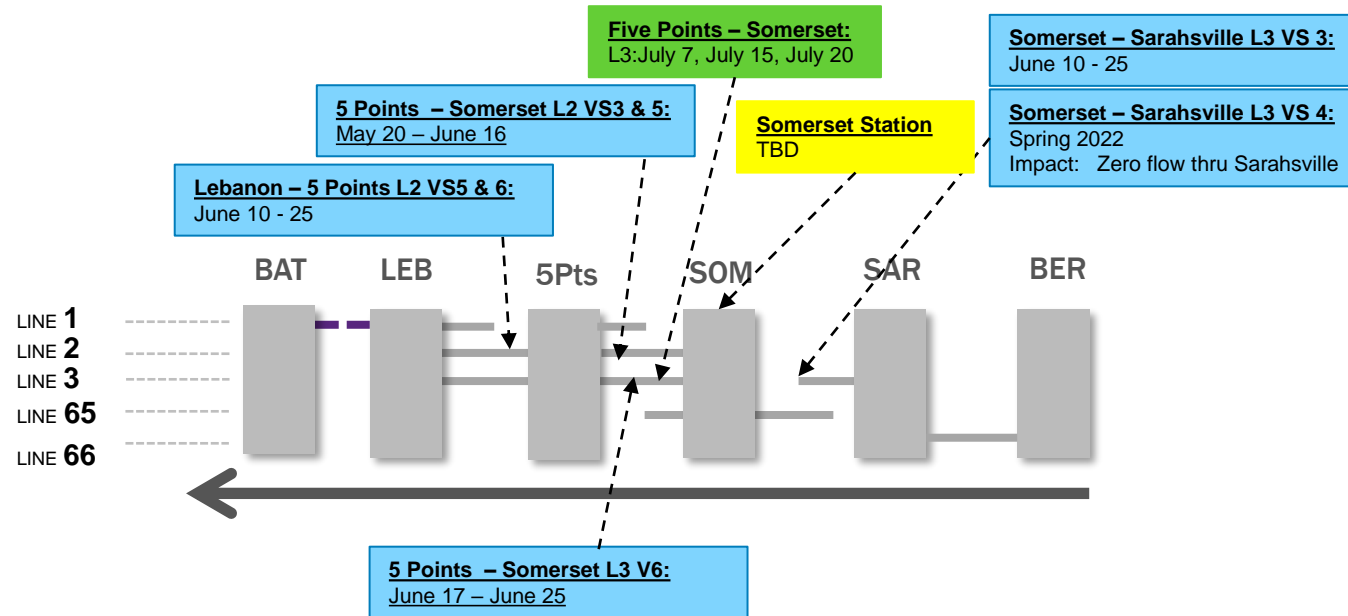 Five Points – Somerset:
L3:July 7, July 15, July 20
Somerset – Sarahsville L3 VS 3:
June 10 - 25
5 Points – Somerset L2 VS3 & 5:
May 20 – June 16
Somerset Station
TBD
Somerset – Sarahsville L3 VS 4:
Spring 2022
Impact: Zero flow thru Sarahsville
Lebanon – 5 Points L2 VS5 & 6:
June 10 - 25
BAT LEB 5Pts SOM SAR BER
LINE 1
LINE 2
LINE 3
LINE 65
LINE 66
5 Points – Somerset L3 V6:
June 17 – June 25